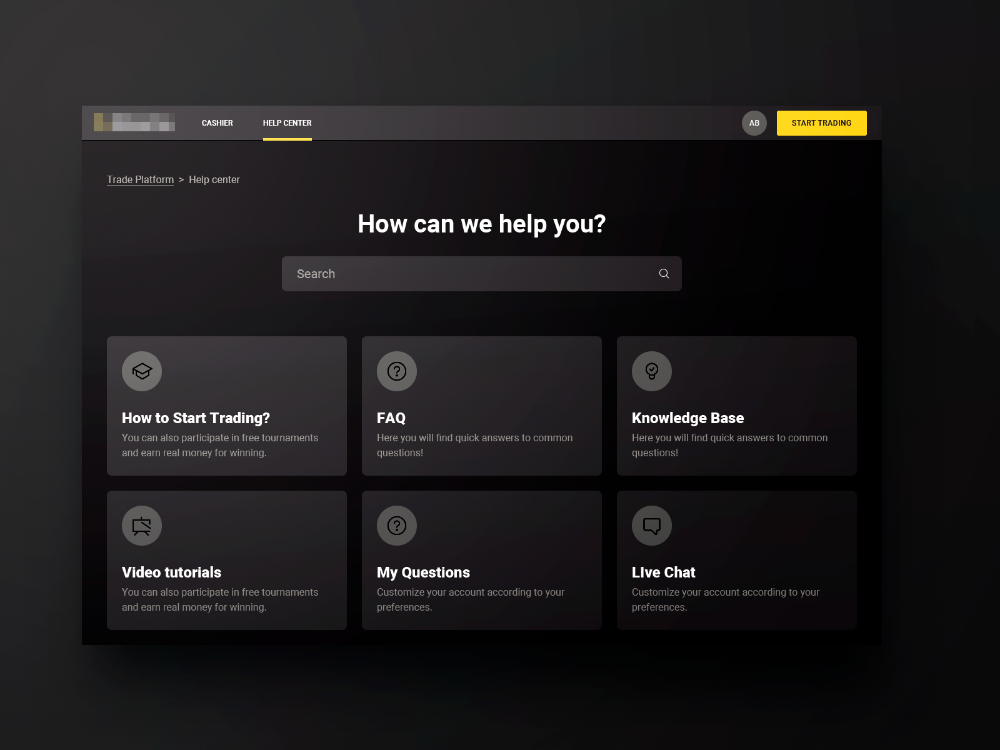 CASHIER HELP CENTER AB START TRADING
Trade Platform > Help center
How can we help you?
Search
How to Start Trading?
You can also participate in free tournaments
and earn real money for winning.
FAQ
Here you will find quick answers to common
questions!
Knowledge Base
Here you will find quick answers to common
questions!
Video tutorials
You can also participate in free tournaments
and earn real money for winning.
My Questions
Customize your account according to your
preferences.
LIve Chat
Customize your account according to your
preferences.